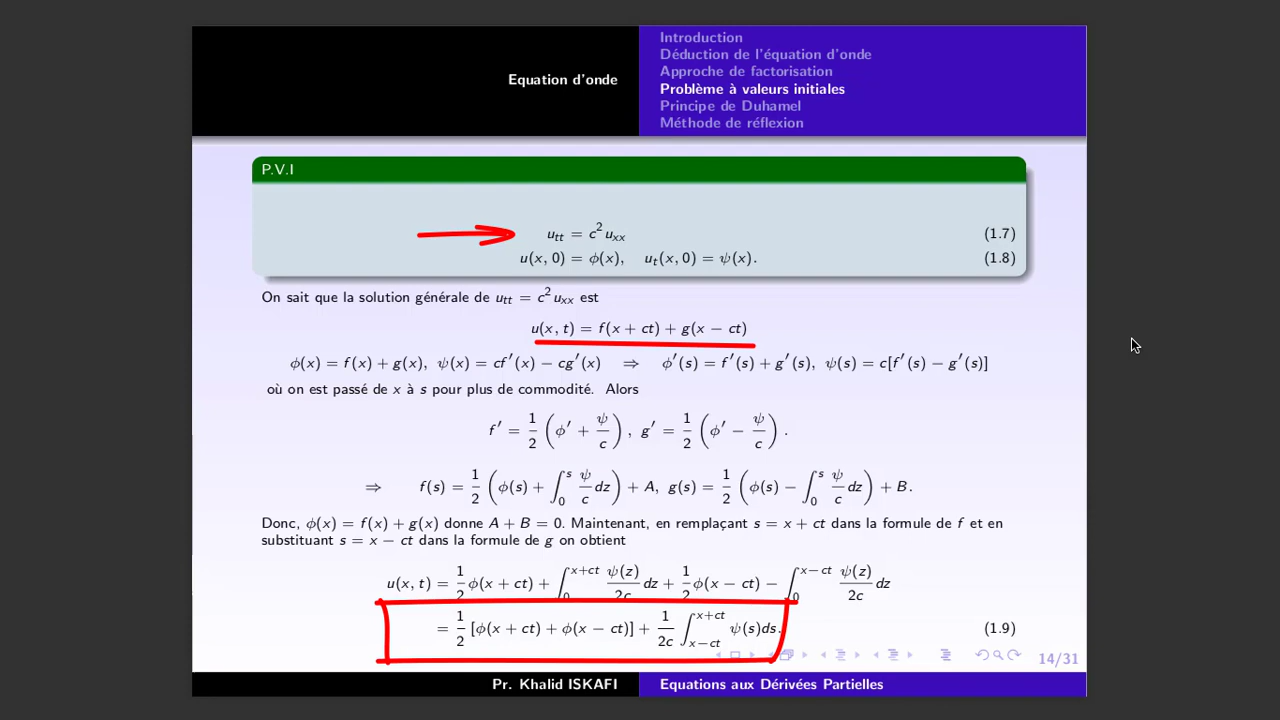 Equation d'onde
Introduction
Déduction de l'équation d'onde
Approche de factorisation
Problème à valeurs initiales
Principe de Duhamel
Méthode de réflexion
P.V.I
u_tt = c² u_xx (1.7)
u(x, 0) = ϕ(x), u_t(x, 0) = ψ(x). (1.8)
On sait que la solution générale de u_tt = c² u_xx est
u(x, t) = f(x + ct) + g(x − ct)
ϕ(x) = f(x) + g(x), ψ(x) = cf′(x) − cg′(x) ⇒ ϕ′(s) = f′(s) + g′(s), ψ(s) = c[f′(s) − g′(s)]
où on est passé de x à s pour plus de commodité. Alors
f′ = 1/2 (ϕ′ + ψ/c), g′ = 1/2 (ϕ′ − ψ/c).
⇒ f(s) = 1/2 (ϕ(s) + ∫_0^s ψ/c dz) + A, g(s) = 1/2 (ϕ(s) − ∫_0^s ψ/c dz) + B.
Donc, ϕ(x) = f(x) + g(x) donne A + B = 0. Maintenant, en remplaçant s = x + ct dans la formule de f et en
substituant s = x − ct dans la formule de g on obtient
u(x, t) = 1/2 ϕ(x + ct) + ∫_0^{x+ct} ψ(z)/2c dz + 1/2 ϕ(x − ct) − ∫_0^{x−ct} ψ(z)/2c dz
= 1/2 [ϕ(x + ct) + ϕ(x − ct)] + 1/2c ∫_{x−ct}^{x+ct} ψ(s)ds. (1.9)
14/31
Pr. Khalid ISKAFI
Equations aux Dérivées Partielles